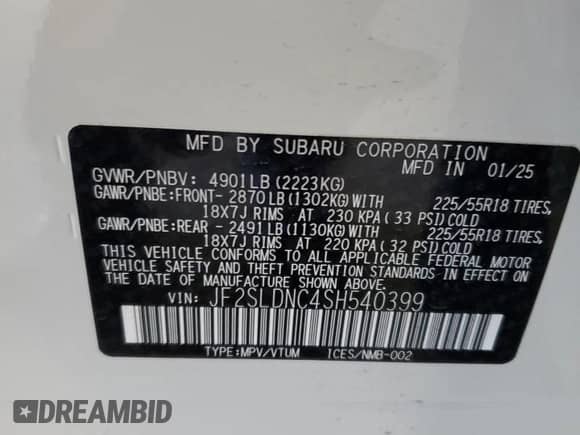 MFD BY SUBARU CORPORATION
MFD IN 01/25
GVWR/PNBV: 4901LB(2223KG)
GAWR/PNBE:FRONT- 2870LB(1302KG)WITH 225/55R18 TIRES,
18X7J RIMS AT 230 KPA (33 PSI)COLD
GAWR/PNBE:REAR - 2491LB(1130KG)WITH 225/55R18 TIRES,
18X7J RIMS AT 220 KPA (32 PSI)COLD
THIS VEHICLE CONFORMS TO ALL APPLICABLE FEDERAL MOTOR
VEHICLE SAFETY AND THEFT PREVENTION STANDARDS IN EFFECT ON
THE DATE OF MANUFACTURE SHOWN ABOVE.
VIN: JF2SLDNC4SH540399
TYPE:MPV/VTUM ICES/NMB-002
DREAMBID